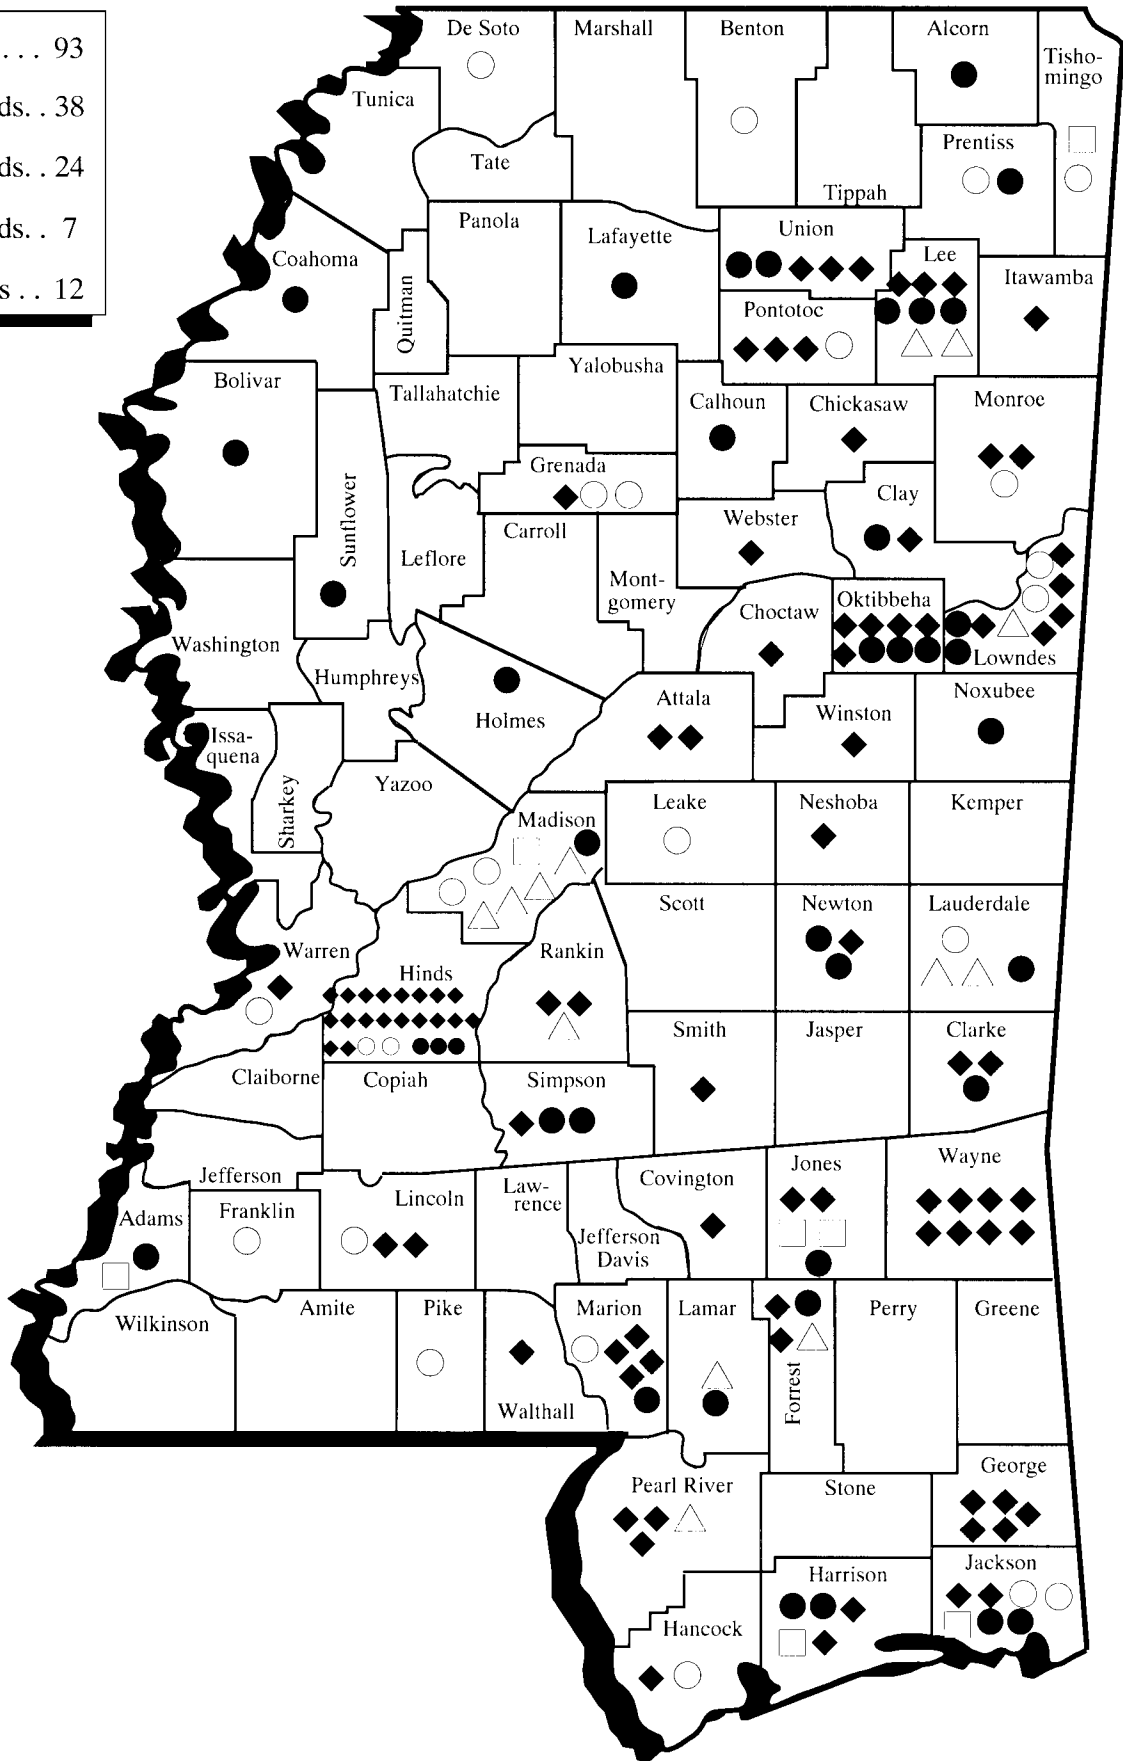 . . . 93
ds. . 38
ds. . 24
ds. . 7
s . . 12
De Soto
Marshall
Benton
Alcorn
Tisho-
mingo
Tunica
Tate
Tippah
Prentiss
Panola
Lafayette
Union
Lee
Itawamba
Coahoma
Quitman
Pontotoc
Bolivar
Tallahatchie
Yalobusha
Calhoun
Chickasaw
Monroe
Sunflower
Grenada
Clay
Leflore
Carroll
Webster
Mont-
gomery
Choctaw
Oktibbeha
Lowndes
Washington
Humphreys
Holmes
Attala
Winston
Noxubee
Issa-
quena
Sharkey
Yazoo
Madison
Leake
Neshoba
Kemper
Scott
Newton
Lauderdale
Warren
Hinds
Rankin
Smith
Jasper
Clarke
Claiborne
Copiah
Simpson
Jefferson
Lincoln
Law-
rence
Jefferson
Davis
Covington
Jones
Wayne
Adams
Franklin
Wilkinson
Amite
Pike
Walthall
Marion
Lamar
Forrest
Perry
Greene
Pearl River
Stone
George
Hancock
Harrison
Jackson